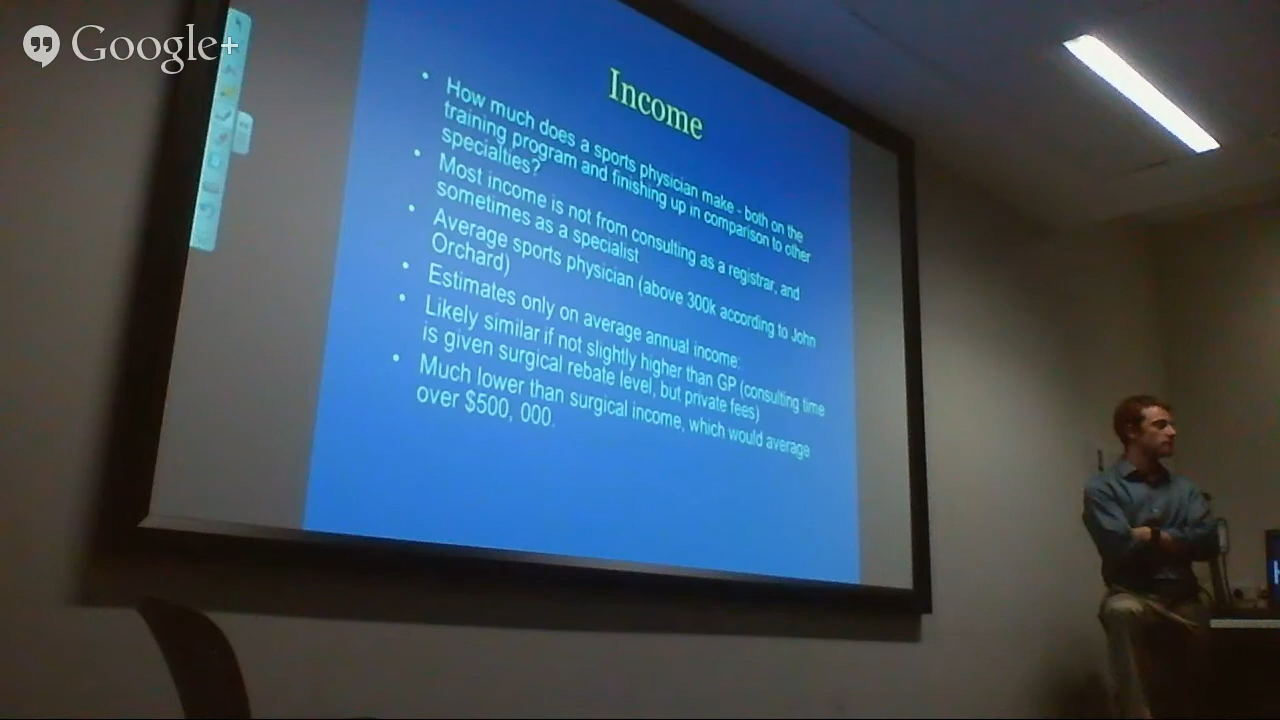 Google+
Income
• How much does a sports physician make - both on the
training program and finishing up in comparison to other
specialties?
• Most income is not from consulting as a registrar, and
sometimes as a specialist
• Average sports physician (above 300k according to John
Orchard)
• Estimates only on average annual income:
• Likely similar if not slightly higher than GP (consulting time
is given surgical rebate level, but private fees)
• Much lower than surgical income, which would average
over $500, 000.